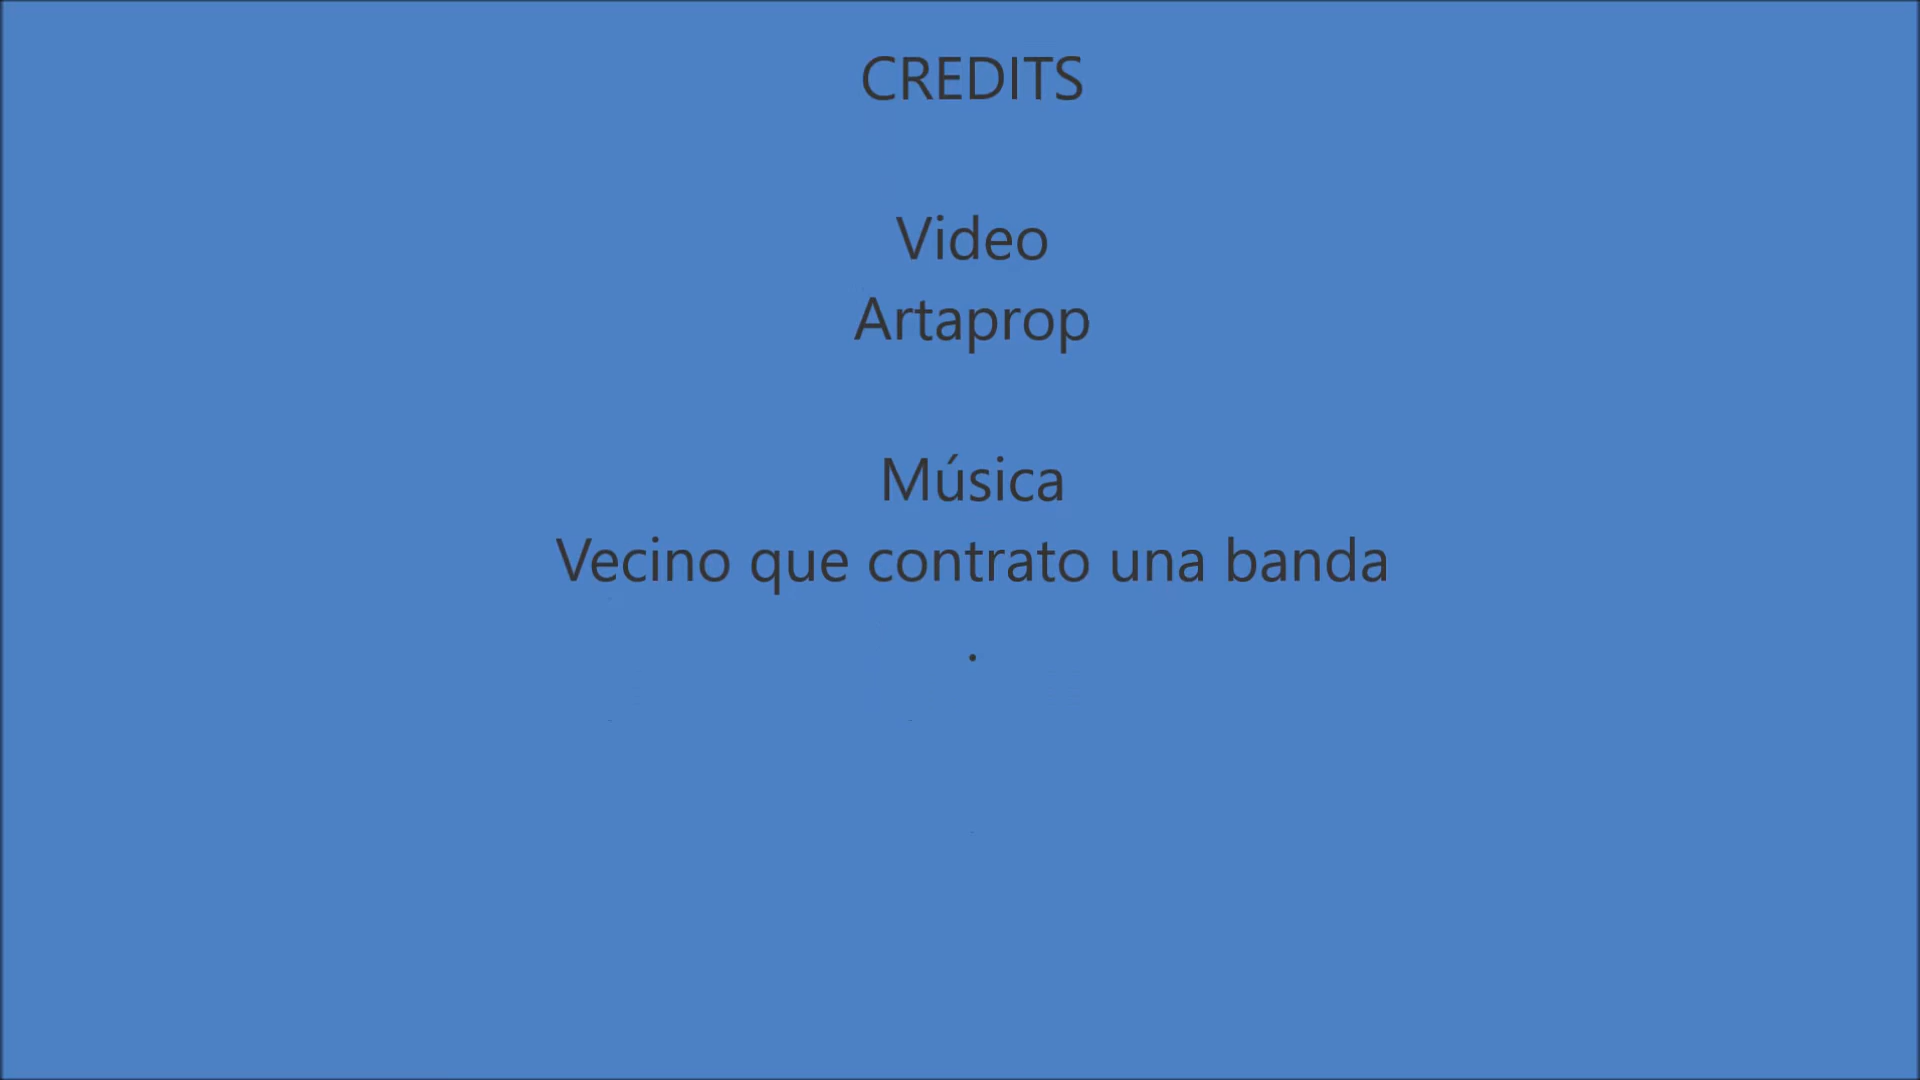 CREDITS
Video
Artaprop
Música
Vecino que contrato una banda
.